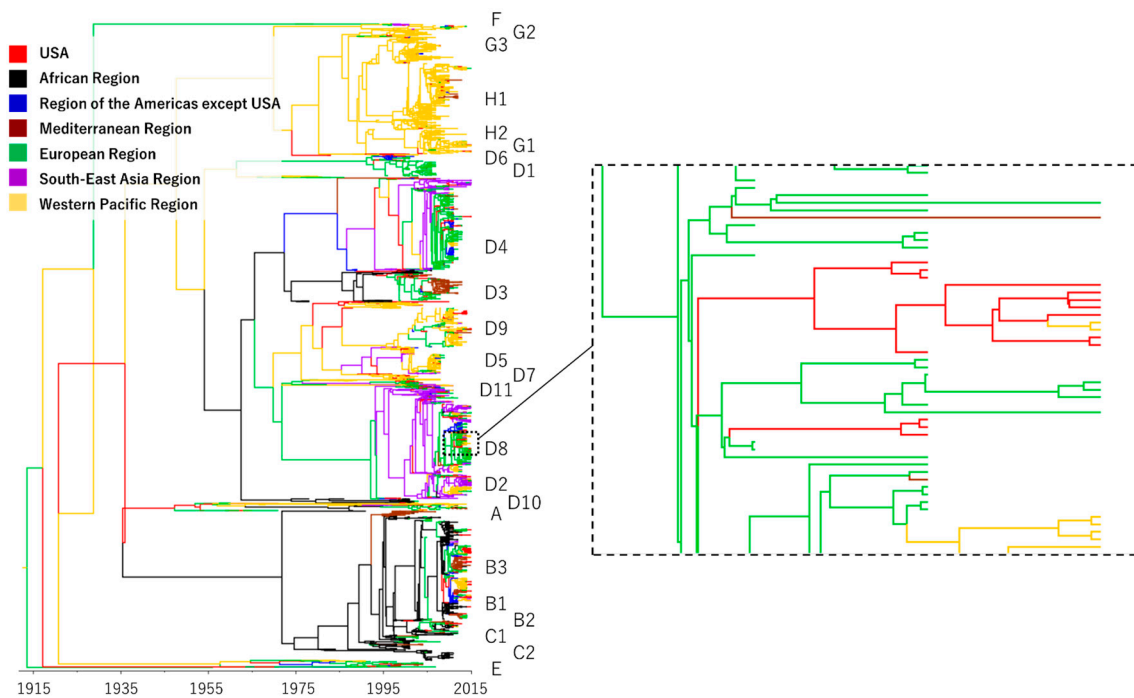 F
G2
G3
USA
African Region
Region of the Americas except USA
Mediterranean Region
European Region
South-East Asia Region
Western Pacific Region
H1
H2
G1
D6
D1
D4
D3
D9
D5
D7
D11
D8
D2
D10
A
B3
B1
B2
C1
C2
E
1915 1935 1955 1975 1995 2015